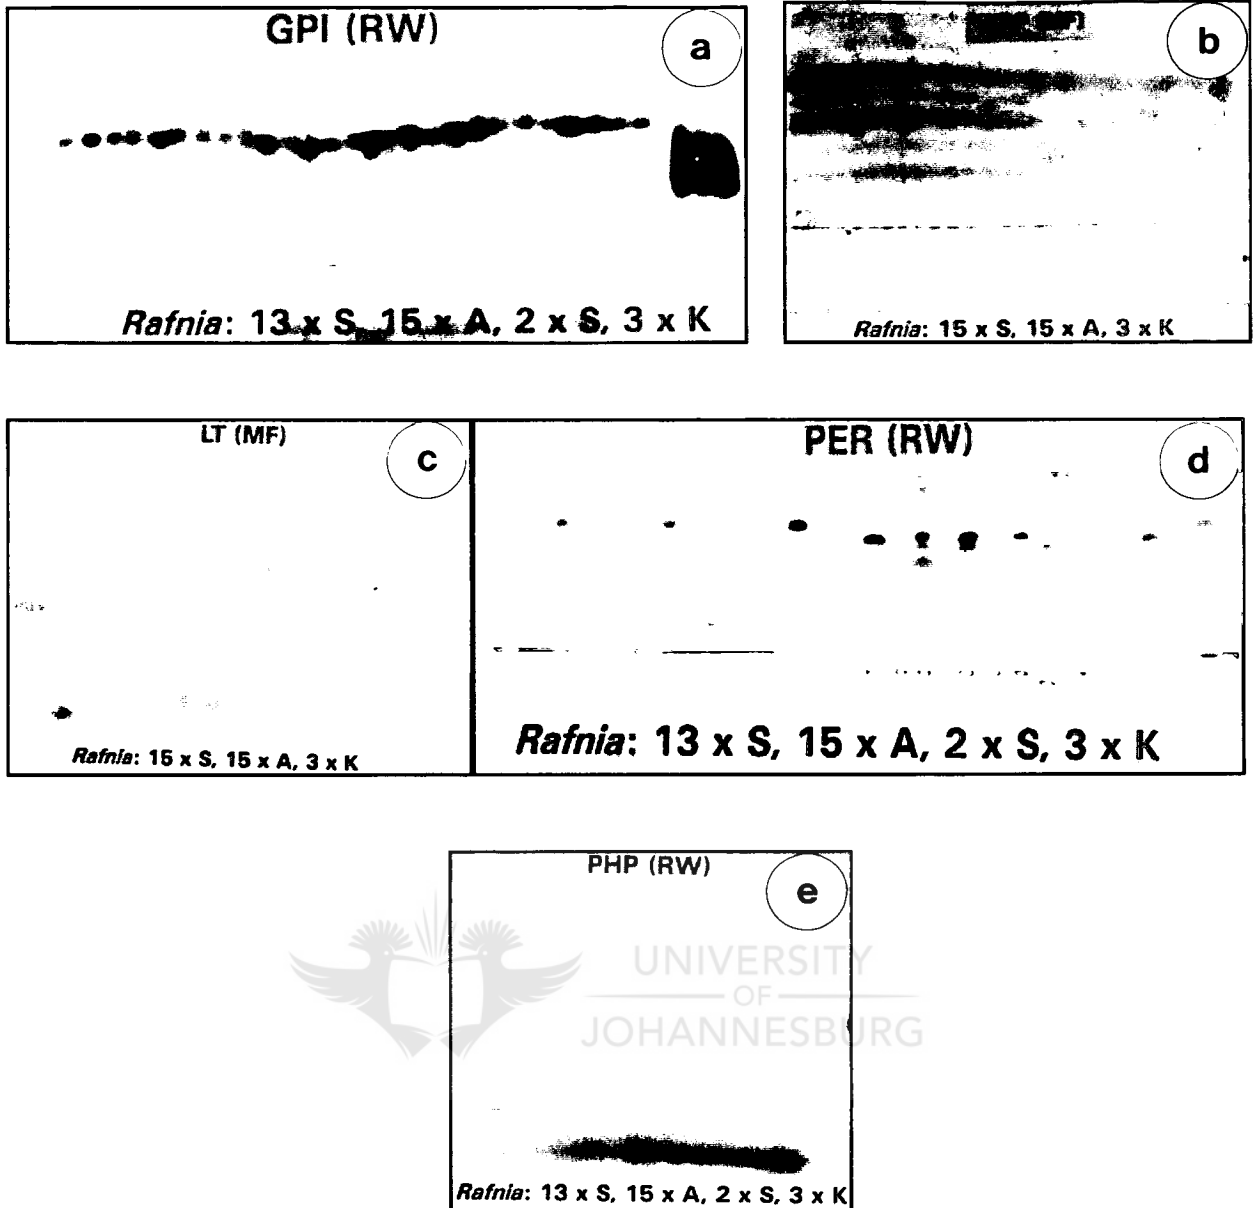 GPI (RW)
a
Rafnia: 13 x S, 15 x A, 2 x S, 3 x K
b
Rafnia: 15 x S, 15 x A, 3 x K
LT (MF)
c
Rafnia: 15 x S, 15 x A, 3 x K
PER (RW)
d
Rafnia: 13 x S, 15 x A, 2 x S, 3 x K
PHP (RW)
e
UNIVERSITY
OF
JOHANNESBURG
Rafnia: 13 x S, 15 x A, 2 x S, 3 x K